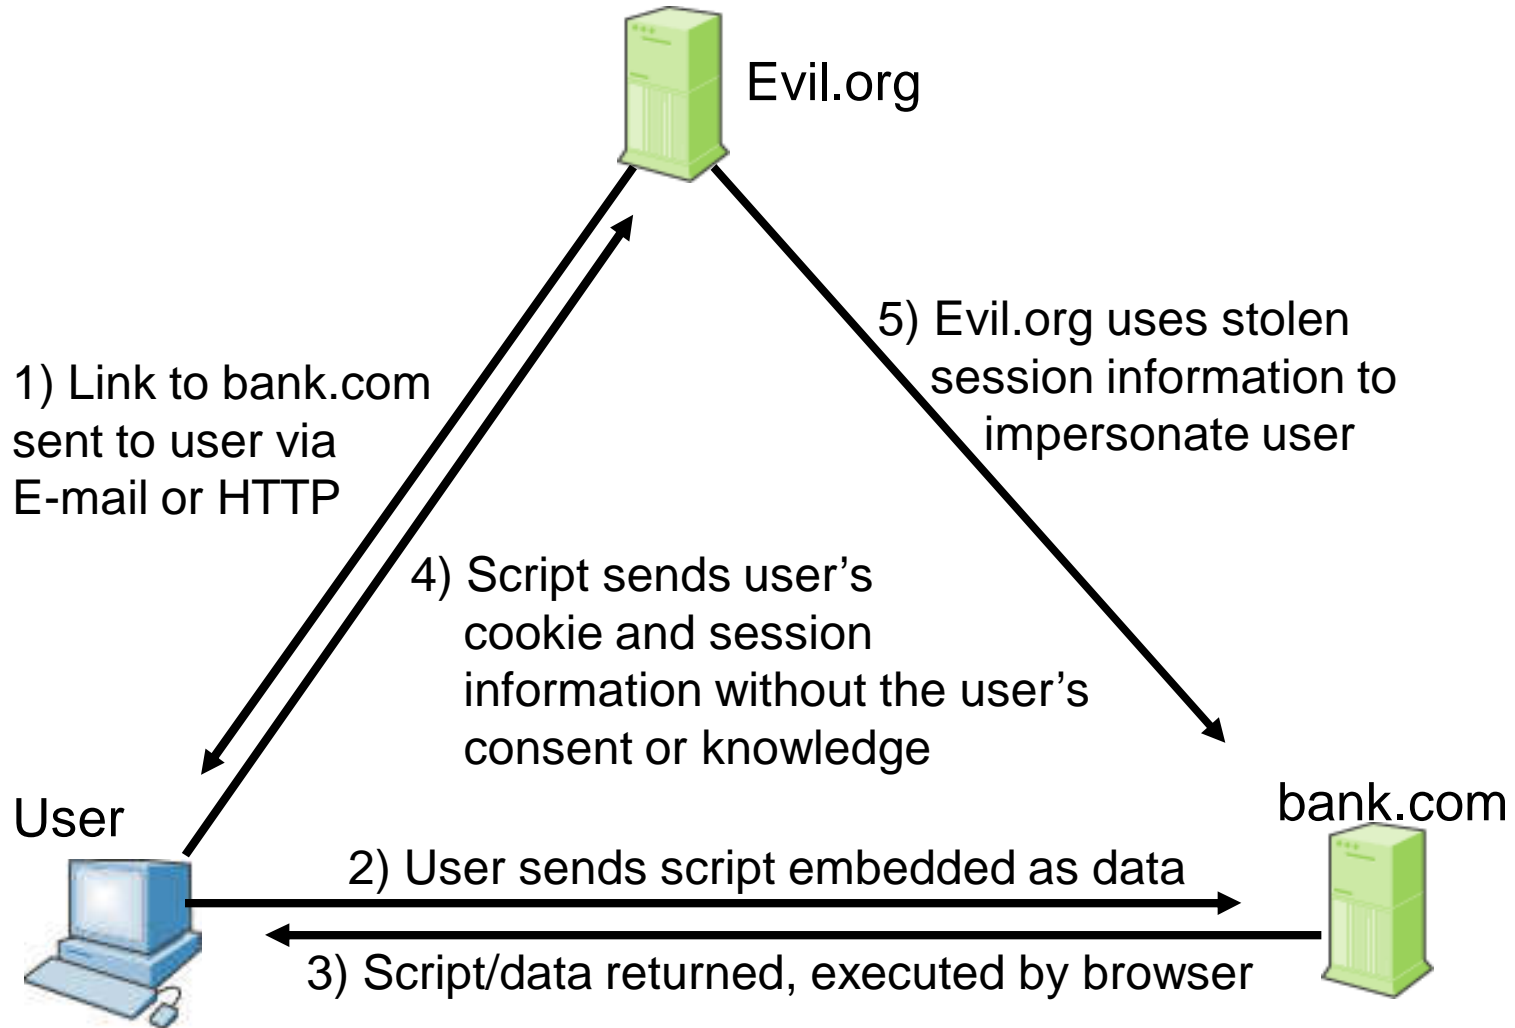 Evil.org
5) Evil.org uses stolen
session information to
impersonate user
1) Link to bank.com
sent to user via
E-mail or HTTP
4) Script sends user’s
cookie and session
information without the user’s
consent or knowledge
User
bank.com
2) User sends script embedded as data
3) Script/data returned, executed by browser